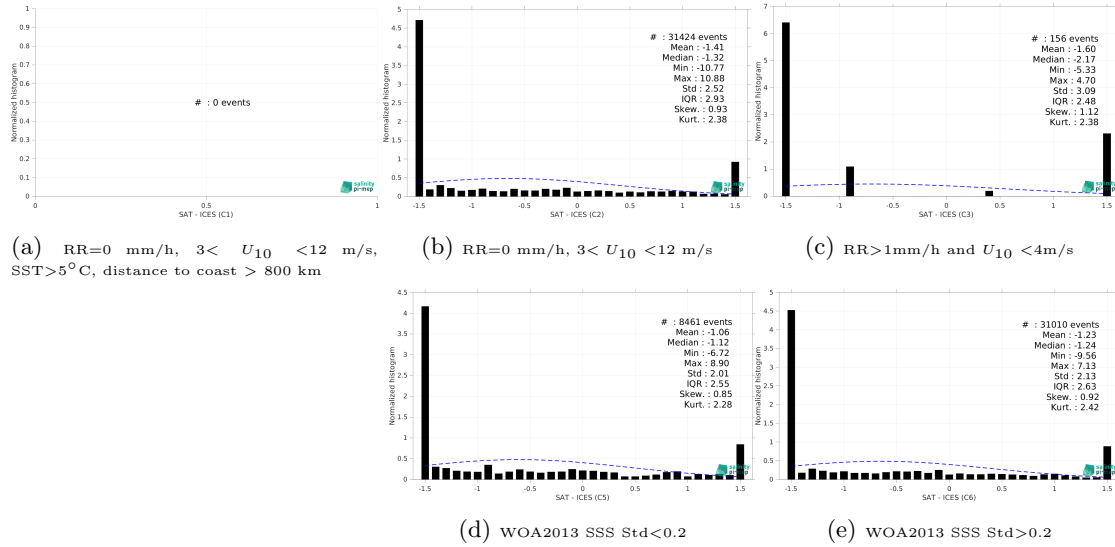 1
0.9
0.8
0.7
0.6
0.5
0.4
0.3
0.2
0.1
0
Normalized histogram
# : 0 events
salinity
pi-mep
0 0.5 1
SAT - ICES (C1)
(a) RR=0 mm/h, 3< U10 <12 m/s,
SST>5°C, distance to coast > 800 km
5
4.5
4
3.5
3
2.5
2
1.5
1
0.5
0
Normalized histogram
# : 31424 events
Mean : -1.41
Median : -1.32
Min : -10.77
Max : 10.88
Std : 2.52
IQR : 2.93
Skew. : 0.93
Kurt. : 2.38
salinity
pi-mep
-1.5 -1 -0.5 0 0.5 1 1.5
SAT - ICES (C2)
(b) RR=0 mm/h, 3< U10 <12 m/s
7
6
5
4
3
2
1
0
Normalized histogram
# : 156 events
Mean : -1.60
Median : -2.17
Min : -5.33
Max : 4.70
Std : 3.09
IQR : 2.48
Skew. : 1.12
Kurt. : 2.38
salinity
pi-mep
-1.5 -1 -0.5 0 0.5 1 1.5
SAT - ICES (C3)
(c) RR>1mm/h and U10 <4m/s
4.5
4
3.5
3
2.5
2
1.5
1
0.5
0
Normalized histogram
# : 8461 events
Mean : -1.06
Median : -1.12
Min : -6.72
Max : 8.90
Std : 2.01
IQR : 2.55
Skew. : 0.85
Kurt. : 2.28
salinity
pi-mep
-1.5 -1 -0.5 0 0.5 1 1.5
SAT - ICES (C5)
(d) WOA2013 SSS Std<0.2
5
4.5
4
3.5
3
2.5
2
1.5
1
0.5
0
Normalized histogram
# : 31010 events
Mean : -1.23
Median : -1.24
Min : -9.56
Max : 7.13
Std : 2.13
IQR : 2.63
Skew. : 0.92
Kurt. : 2.42
salinity
pi-mep
-1.5 -1 -0.5 0 0.5 1 1.5
SAT - ICES (C6)
(e) WOA2013 SSS Std>0.2